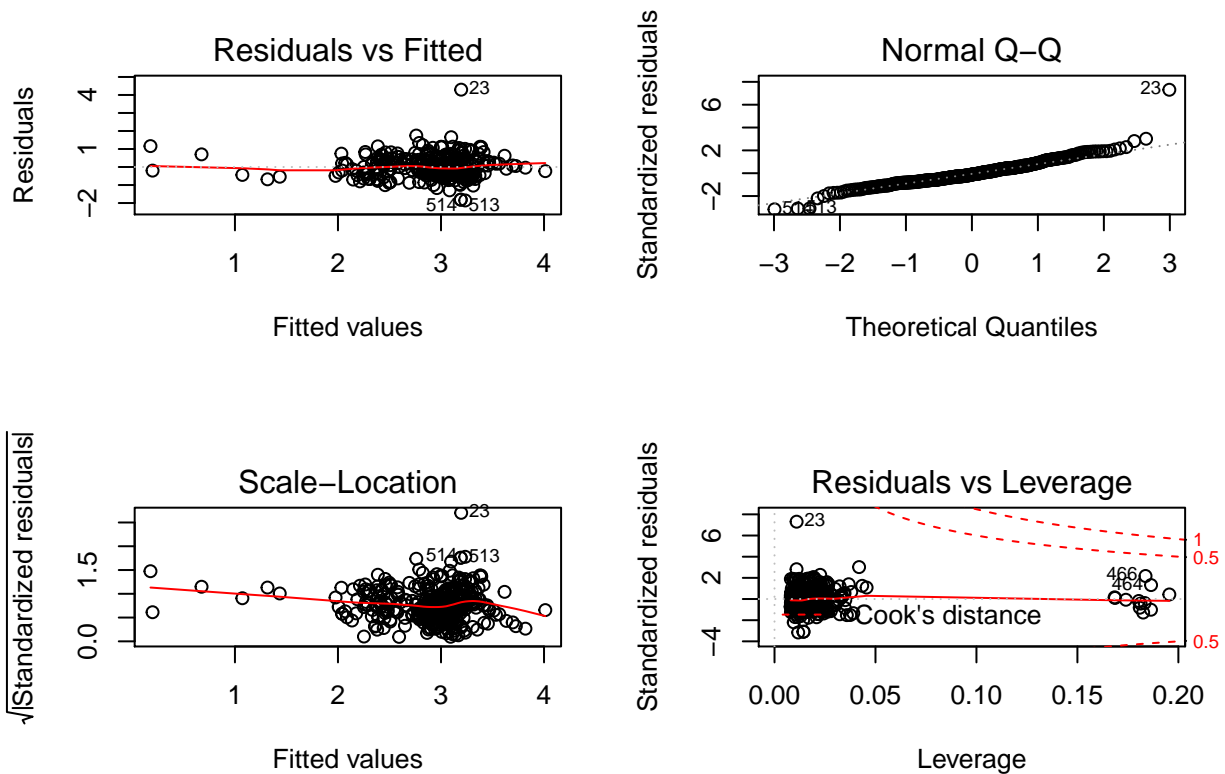 Residuals vs Fitted
Residuals
4
1
−2
23
514
513
1 2 3 4
Fitted values
Normal Q−Q
Standardized residuals
6
2
−2
23
−3 −2 −1 0 1 2 3
Theoretical Quantiles
Scale−Location
√|Standardized residuals|
1.5
0.0
23
514
513
1 2 3 4
Fitted values
Residuals vs Leverage
Standardized residuals
6
2
−4
23
466
464
1
0.5
0.5
Cook's distance
0.00 0.05 0.10 0.15 0.20
Leverage